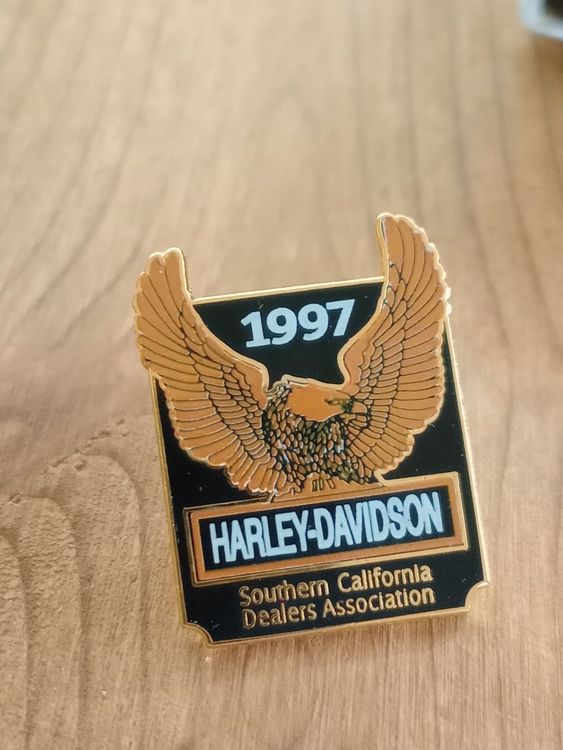 1997
HARLEY-DAVIDSON
Southern California
Dealers Association